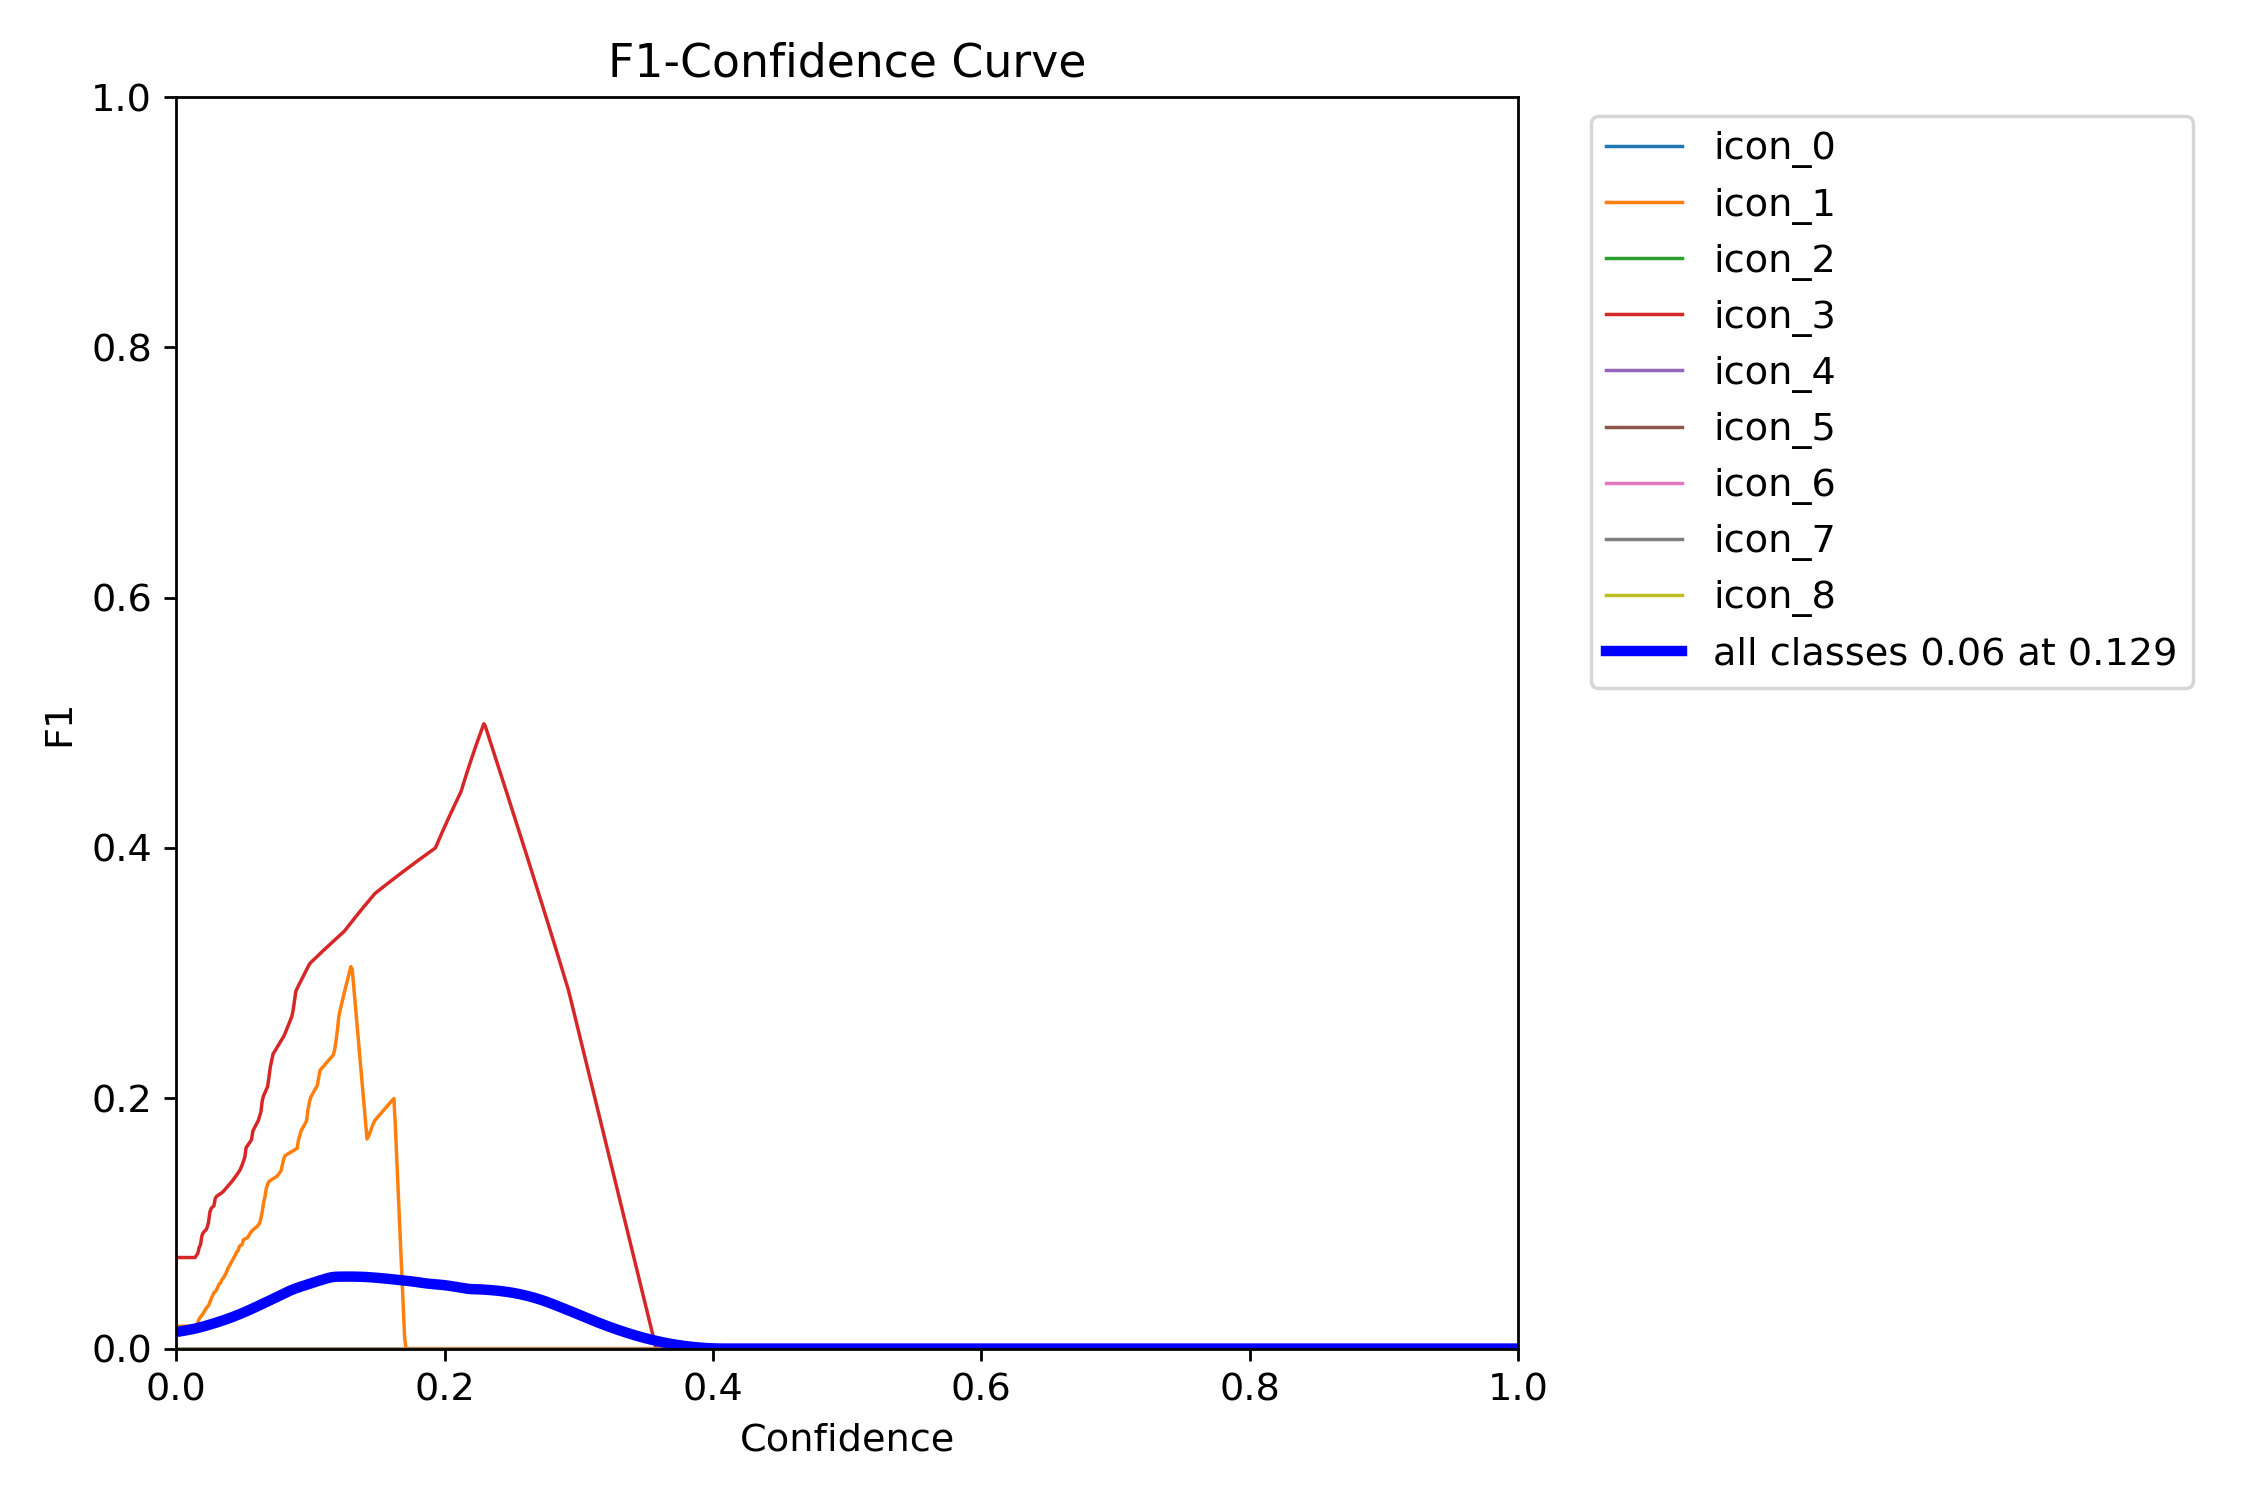 F1-Confidence Curve
1.0
0.8
0.6
0.4
0.2
0.0
F1
0.0 0.2 0.4 0.6 0.8 1.0
Confidence
icon_0
icon_1
icon_2
icon_3
icon_4
icon_5
icon_6
icon_7
icon_8
all classes 0.06 at 0.129